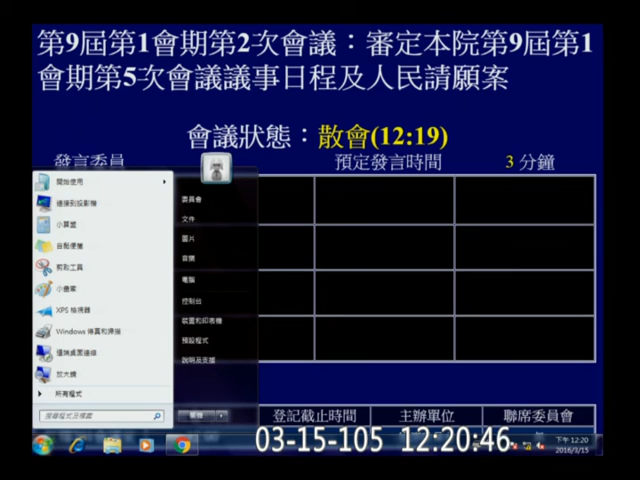 第9屆第1會期第2次會議：審定本院第9屆第1
會期第5次會議議事日程及人民請願案
會議狀態：散會(12:19)
發言委員
預定發言時間
3 分鐘
開始使用
連接到投影機
小算盤
自黏便箋
剪取工具
小畫家
XPS 檢視器
Windows 傳真和掃描
遠端桌面連線
放大鏡
所有程式
搜尋程式及檔案
委員會
文件
圖片
音樂
電腦
控制台
裝置和印表機
預設程式
說明及支援
登記截止時間
主辦單位
聯席委員會
03-15-105 12:20:46
下午 12:20
2016/3/15